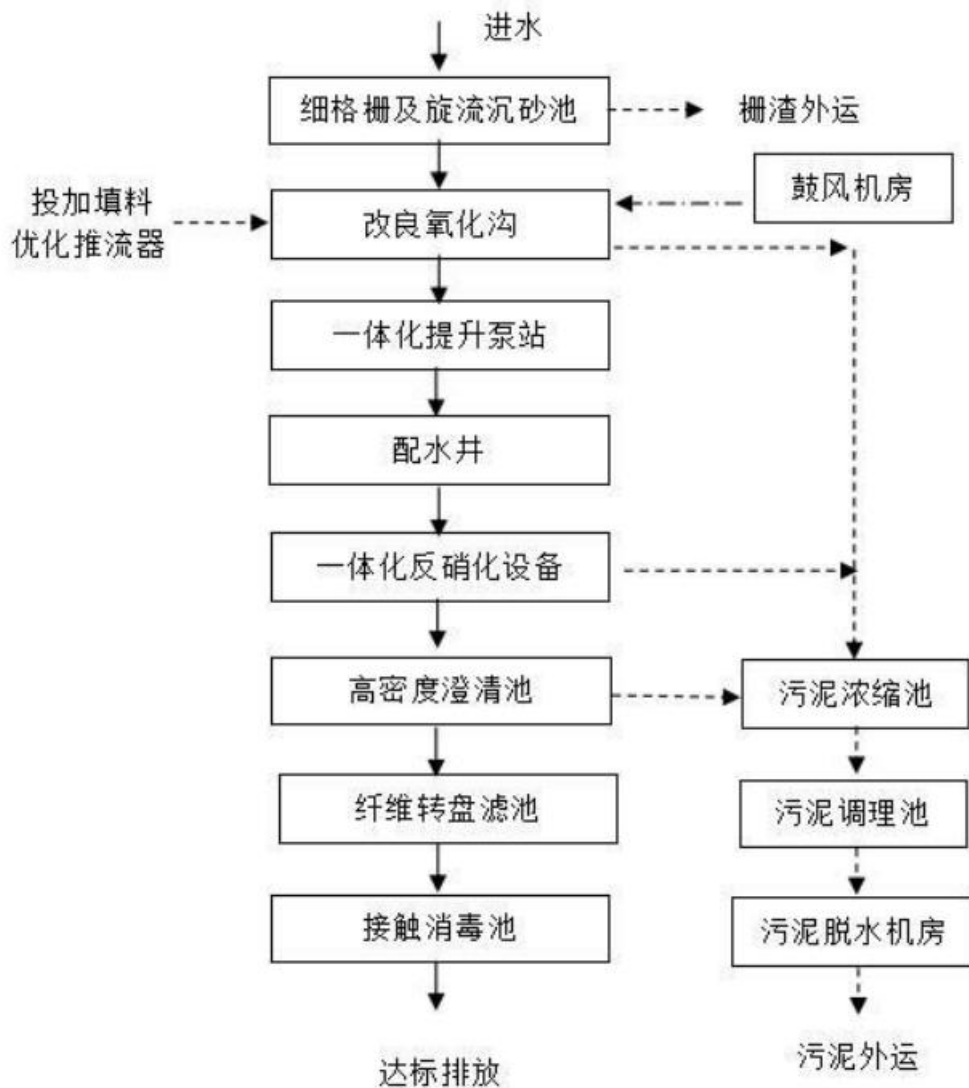 进水
细格栅及旋流沉砂池
栅渣外运
鼓风机房
投加填料
优化推流器
改良氧化沟
一体化提升泵站
配水井
一体化反硝化设备
高密度澄清池
污泥浓缩池
纤维转盘滤池
污泥调理池
接触消毒池
污泥脱水机房
达标排放
污泥外运